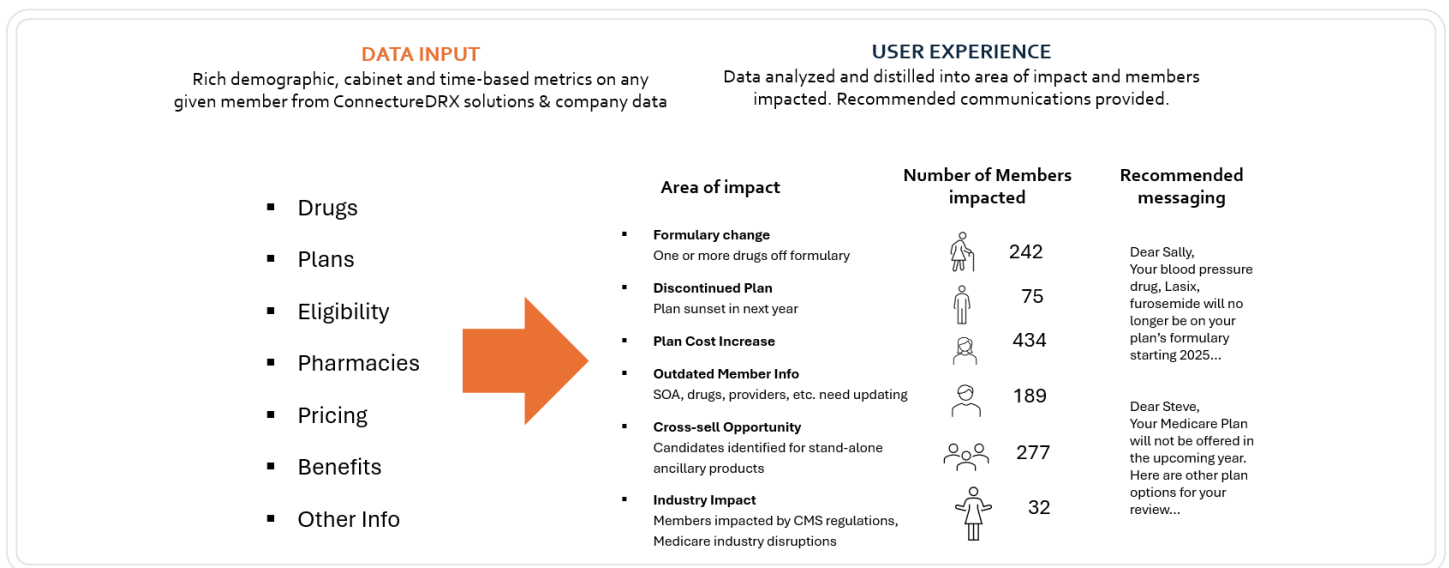 DATA INPUT
Rich demographic, cabinet and time-based metrics on any
given member from ConnectureDRX solutions & company data
USER EXPERIENCE
Data analyzed and distilled into area of impact and members
impacted. Recommended communications provided.
▪ Drugs
▪ Plans
▪ Eligibility
▪ Pharmacies
▪ Pricing
▪ Benefits
▪ Other Info
Area of impact
▪ Formulary change
One or more drugs off formulary
▪ Discontinued Plan
Plan sunset in next year
▪ Plan Cost Increase
▪ Outdated Member Info
SOA, drugs, providers, etc. need updating
▪ Cross-sell Opportunity
Candidates identified for stand-alone
ancillary products
▪ Industry Impact
Members impacted by CMS regulations,
Medicare industry disruptions
Number of Members
impacted
242
75
434
189
277
32
Recommended
messaging
Dear Sally,
Your blood pressure
drug, Lasix,
furosemide will no
longer be on your
plan's formulary
starting 2025...
Dear Steve,
Your Medicare Plan
will not be offered in
the upcoming year.
Here are other plan
options for your
review...